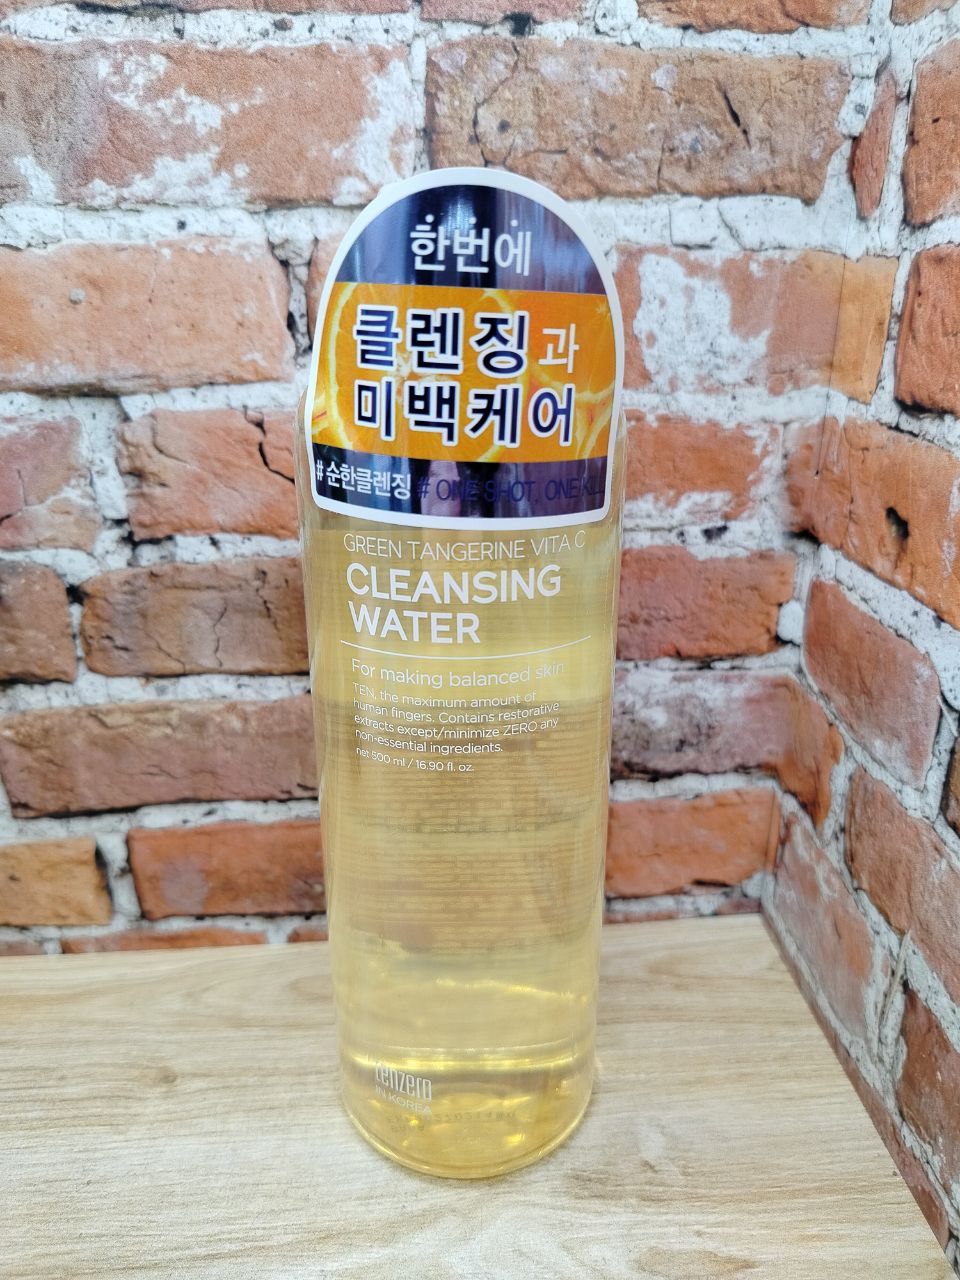 한번에
클렌징과
미백케어
#순한클렌징 # ONE SHOT, ONE KILL
GREEN TANGERINE VITA C
CLEANSING
WATER
For making balanced skin
TEN, the maximum amount of
human fingers. Contains restorative
extracts except/minimize ZERO any
non-essential ingredients.
net 500 ml / 16.90 fl. oz.
tenzero
IN KOREA